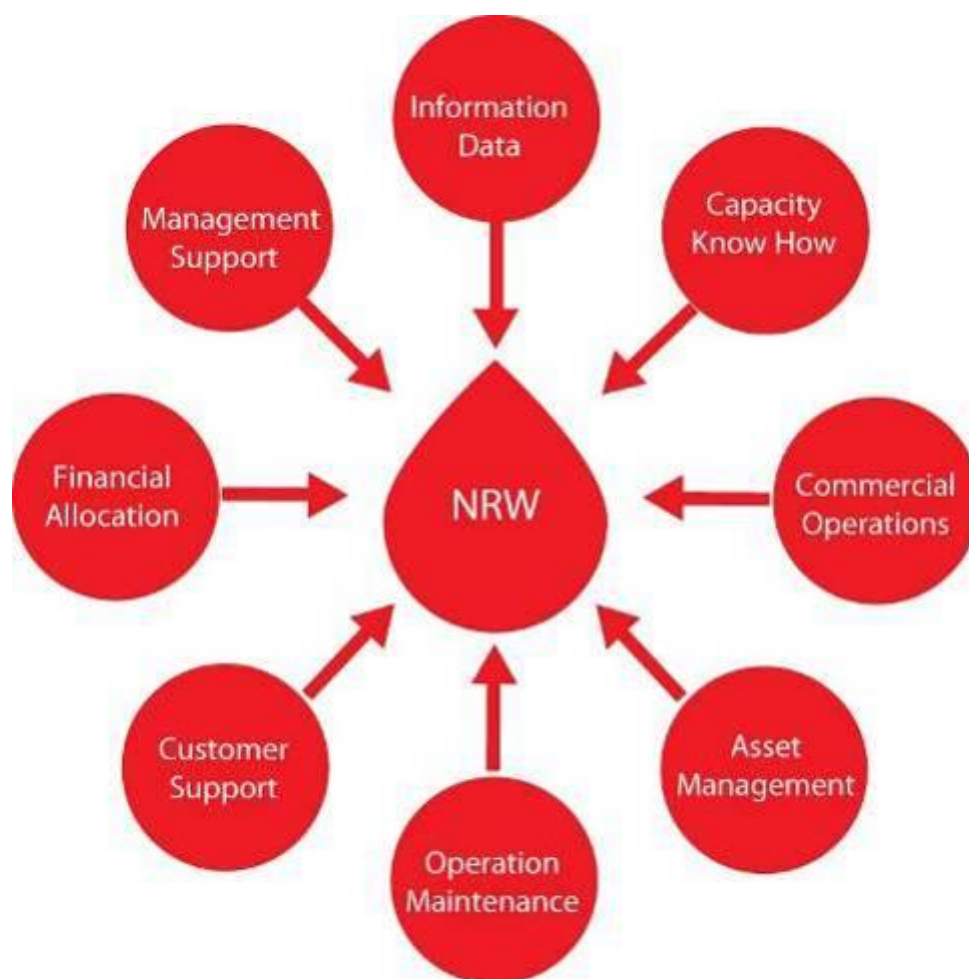 Information
Data
Capacity
Know How
Commercial
Operations
Asset
Management
Operation
Maintenance
Customer
Support
Financial
Allocation
Management
Support
NRW